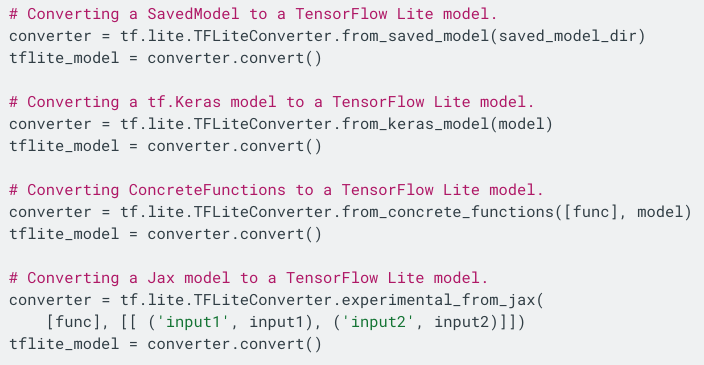 # Converting a SavedModel to a TensorFlow Lite model.
converter = tf.lite.TFLiteConverter.from_saved_model(saved_model_dir)
tflite_model = converter.convert()

# Converting a tf.Keras model to a TensorFlow Lite model.
converter = tf.lite.TFLiteConverter.from_keras_model(model)
tflite_model = converter.convert()

# Converting ConcreteFunctions to a TensorFlow Lite model.
converter = tf.lite.TFLiteConverter.from_concrete_functions([func], model)
tflite_model = converter.convert()

# Converting a Jax model to a TensorFlow Lite model.
converter = tf.lite.TFLiteConverter.experimental_from_jax(
    [func], [[ ('input1', input1), ('input2', input2)]])
tflite_model = converter.convert()